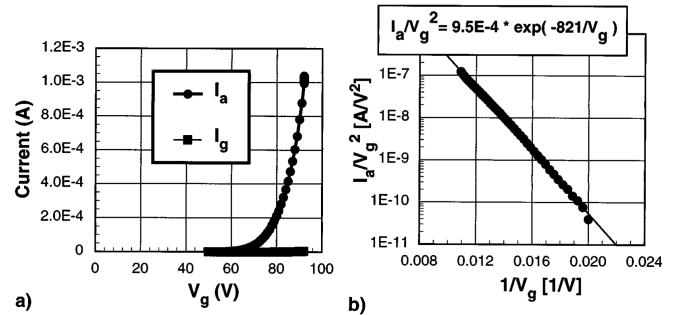 1.2E-3
1.0E-3
8.0E-4
6.0E-4
4.0E-4
2.0E-4
0
Current (A)
I_a
I_g
0 20 40 60 80 100
V_g (V)
a)
I_a/V_g^2 = 9.5E-4 * exp( -821/V_g )
1E-7
1E-8
1E-9
1E-10
1E-11
I_a/V_g^2 [A/V^2]
0.008 0.012 0.016 0.020 0.024
1/V_g [1/V]
b)